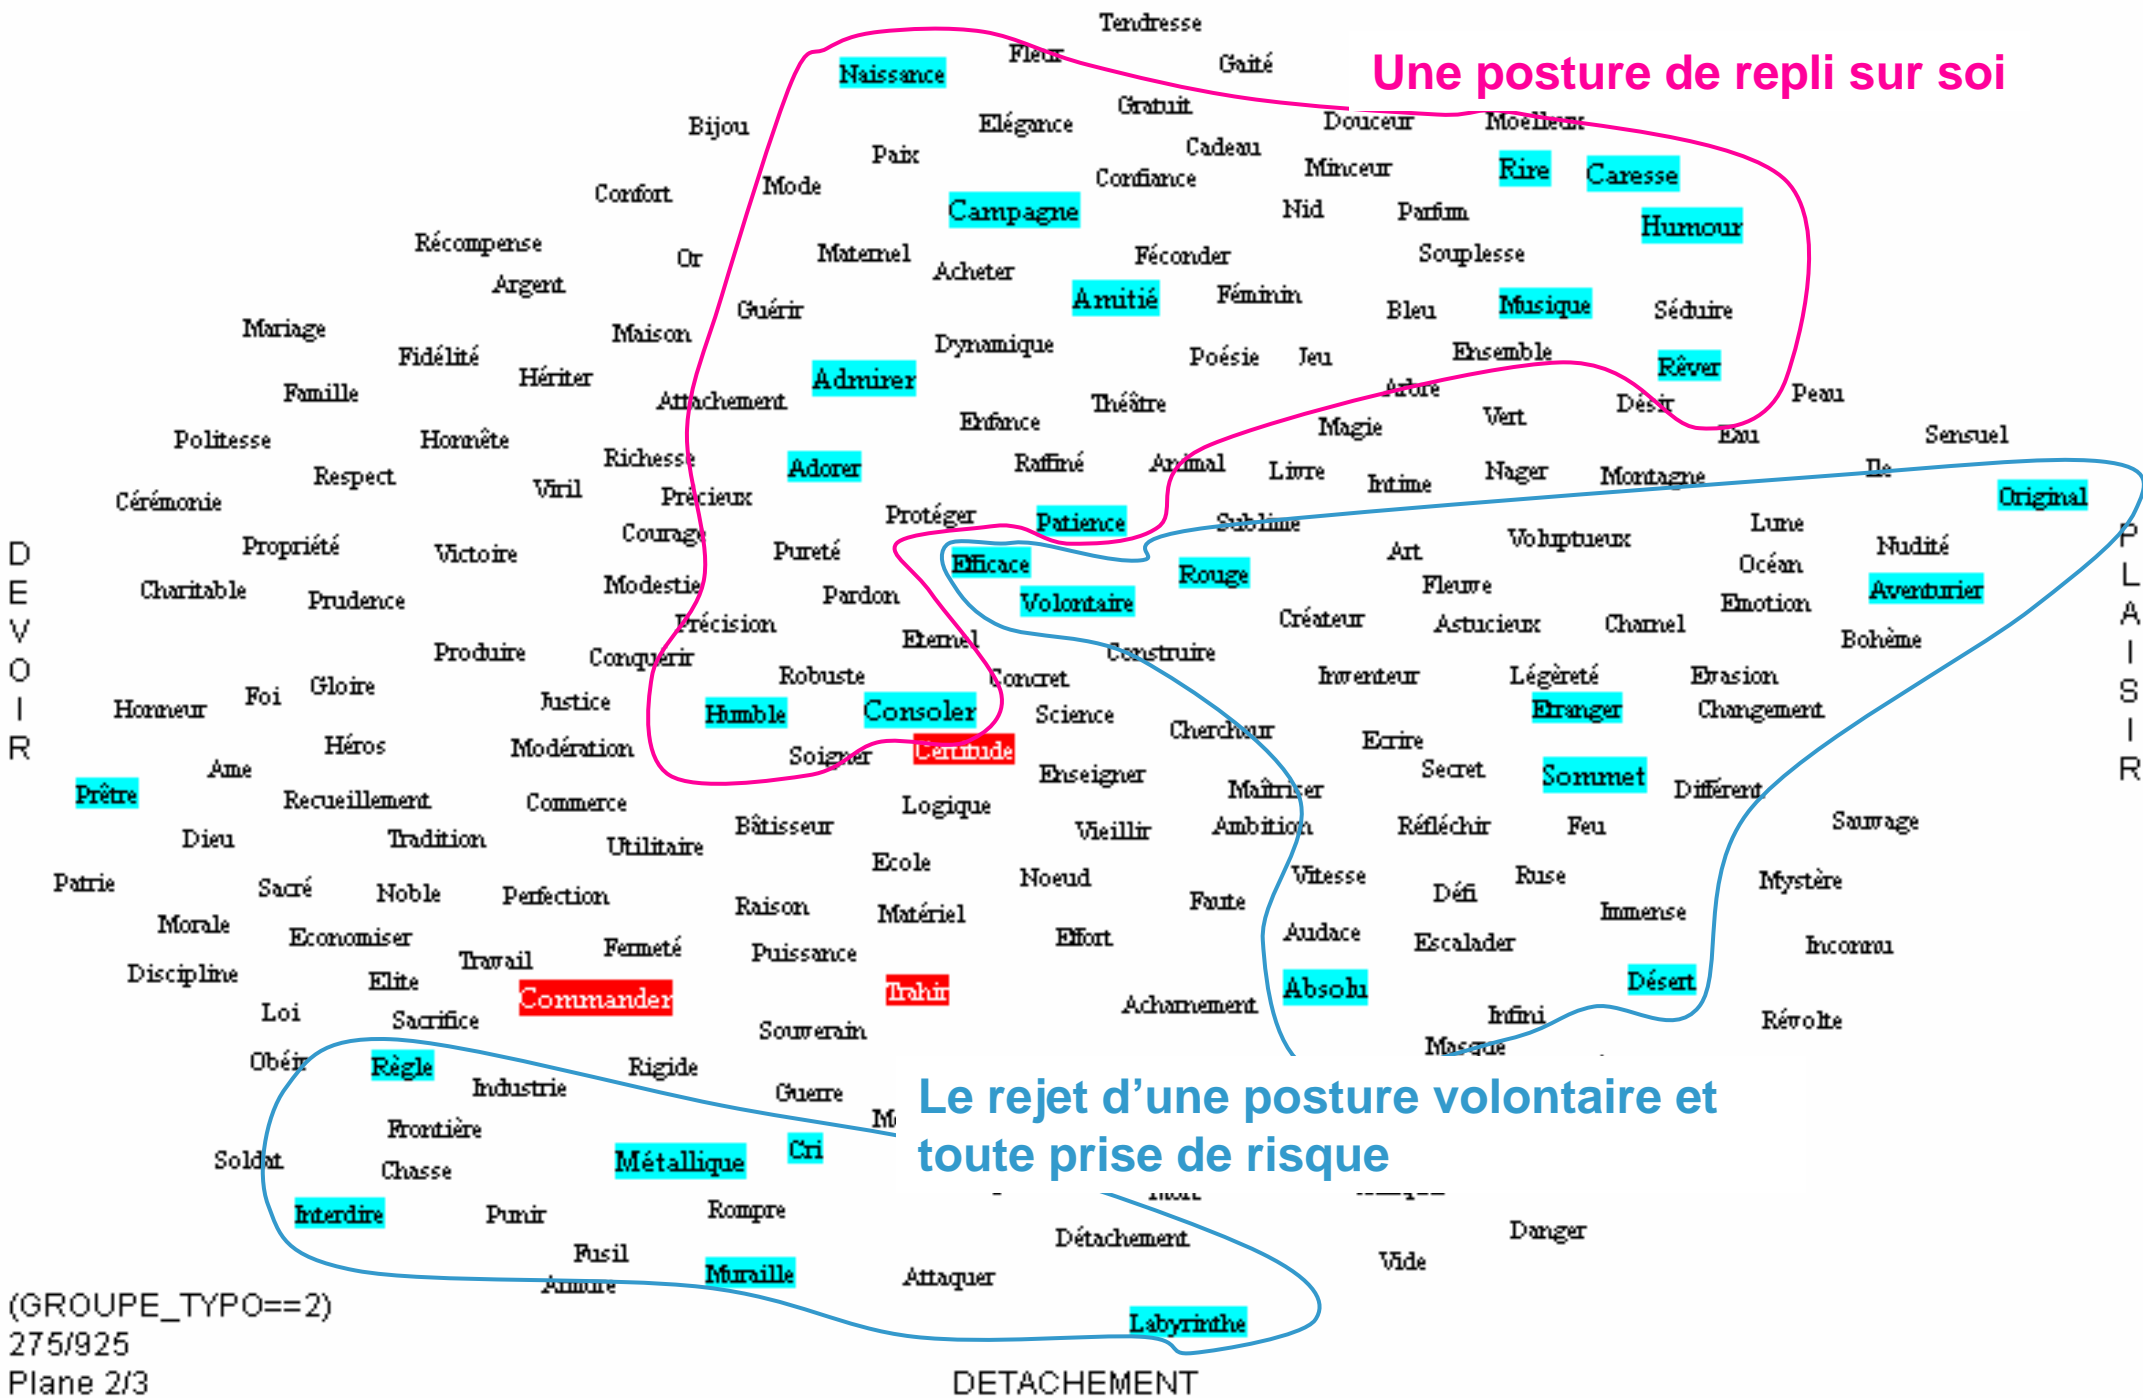 Tendresse
Fleur
Gaité
Une posture de repli sur soi
Naissance
Gratuit
Bijou
Elégance
Douceur
Moelleux
Paix
Cadeau
Minceur
Rire
Caresse
Confort
Mode
Confiance
Campagne
Nid
Parfum
Humour
Récompense
Or
Maternel
Acheter
Féconder
Souplesse
Argent
Guérir
Amitié
Féminin
Bleu
Musique
Séduire
Mariage
Maison
Dynamique
Poésie
Jeu
Ensemble
Rêver
Fidélité
Hériter
Admirer
Famille
Attachement
Théâtre
Arbre
Désir
Peau
Enfance
Magie
Vert
Politesse
Honnête
Richesse
Adorer
Raffiné
Animal
Livre
Intime
Nager
Montagne
Eau
Ile
Sensuel
Respect
Viril
Précieux
Original
Cérémonie
Protéger
Patience
Sublime
Lune
Propriété
Victoire
Courage
Pureté
Efficace
Rouge
Art
Voluptueux
Océan
Nudité
Charitable
Prudence
Modestie
Pardon
Volontaire
Fleuve
Emotion
Aventurier
Précision
Eternel
Créateur
Astucieux
Charnel
Bohème
Produire
Conquérir
Robuste
Concret
Construire
Inventeur
Légèreté
Evasion
Honneur
Foi
Gloire
Justice
Humble
Consoler
Science
Chercheur
Etranger
Changement
Héros
Modération
Soigner
Certitude
Ecrire
DEVOIR
PLAISIR
Prêtre
Ame
Recueillement
Commerce
Logique
Enseigner
Maîtriser
Secret
Sommet
Différent
Dieu
Tradition
Utilitaire
Bâtisseur
Vieillir
Ambition
Réfléchir
Feu
Sauvage
Patrie
Sacré
Noble
Perfection
Ecole
Noeud
Vitesse
Défi
Ruse
Mystère
Morale
Economiser
Raison
Matériel
Faute
Immense
Discipline
Travail
Fermeté
Puissance
Effort
Audace
Escalader
Inconnu
Elite
Commander
Trahir
Absolu
Désert
Loi
Sacrifice
Souverain
Acharnement
Infini
Révolte
Obéir
Règle
Rigide
Masque
Industrie
Guerre
Le rejet d’une posture volontaire et
toute prise de risque
Frontière
Soldat
Chasse
Métallique
Cri
Interdire
Punir
Rompre
Mort
Détachement
Danger
Fusil
Vide
Armure
Muraille
Attaquer
Labyrinthe
(GROUPE_TYPO==2)
275/925
Plane 2/3
DETACHEMENT